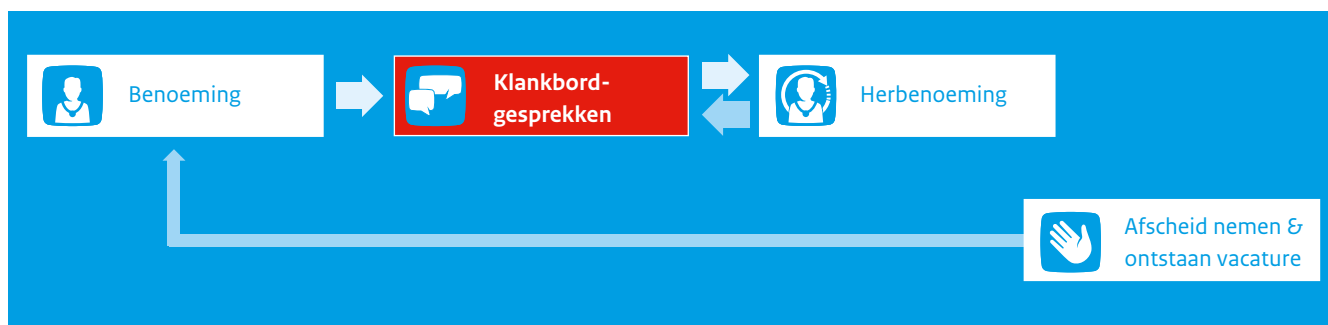 Benoeming
Klankbord-
gesprekken
Herbenoeming
Afscheid nemen &
ontstaan vacature